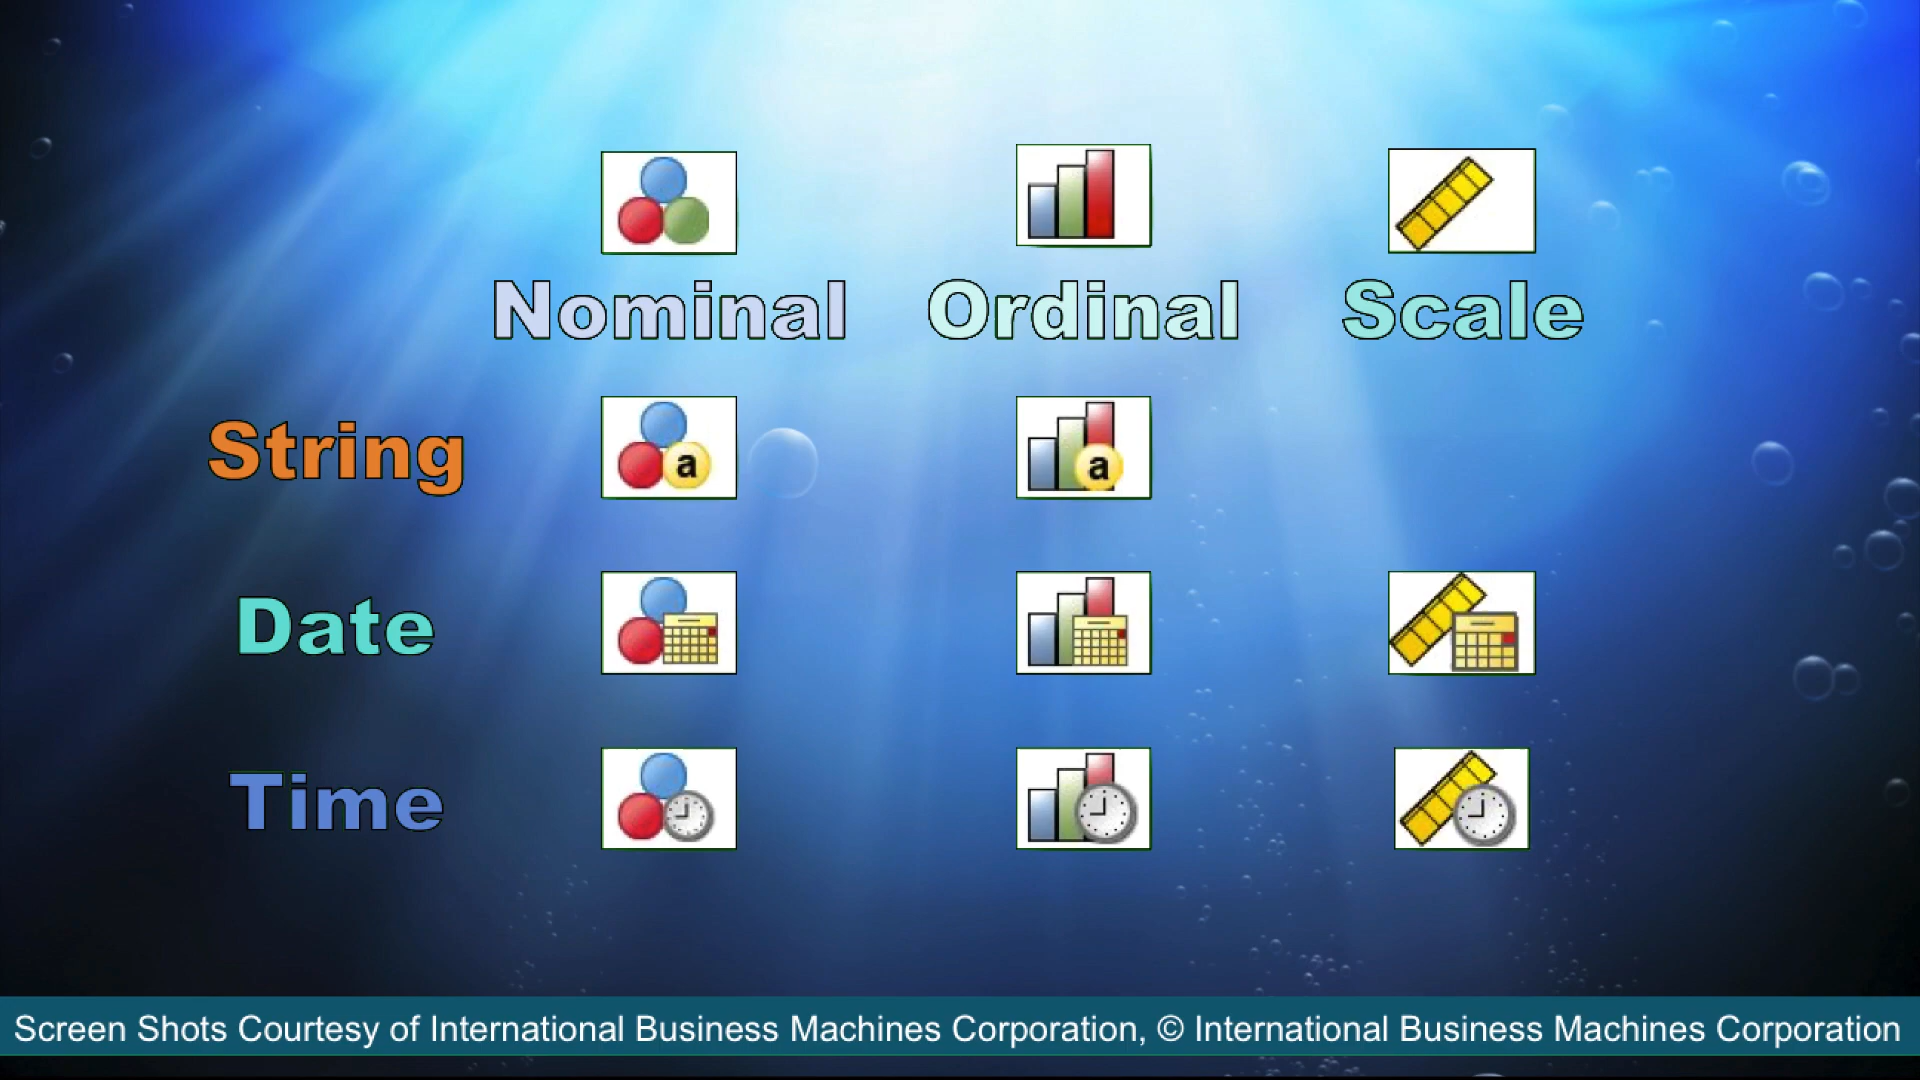 Nominal Ordinal Scale
String
a a
Date
Time
Screen Shots Courtesy of International Business Machines Corporation, © International Business Machines Corporation